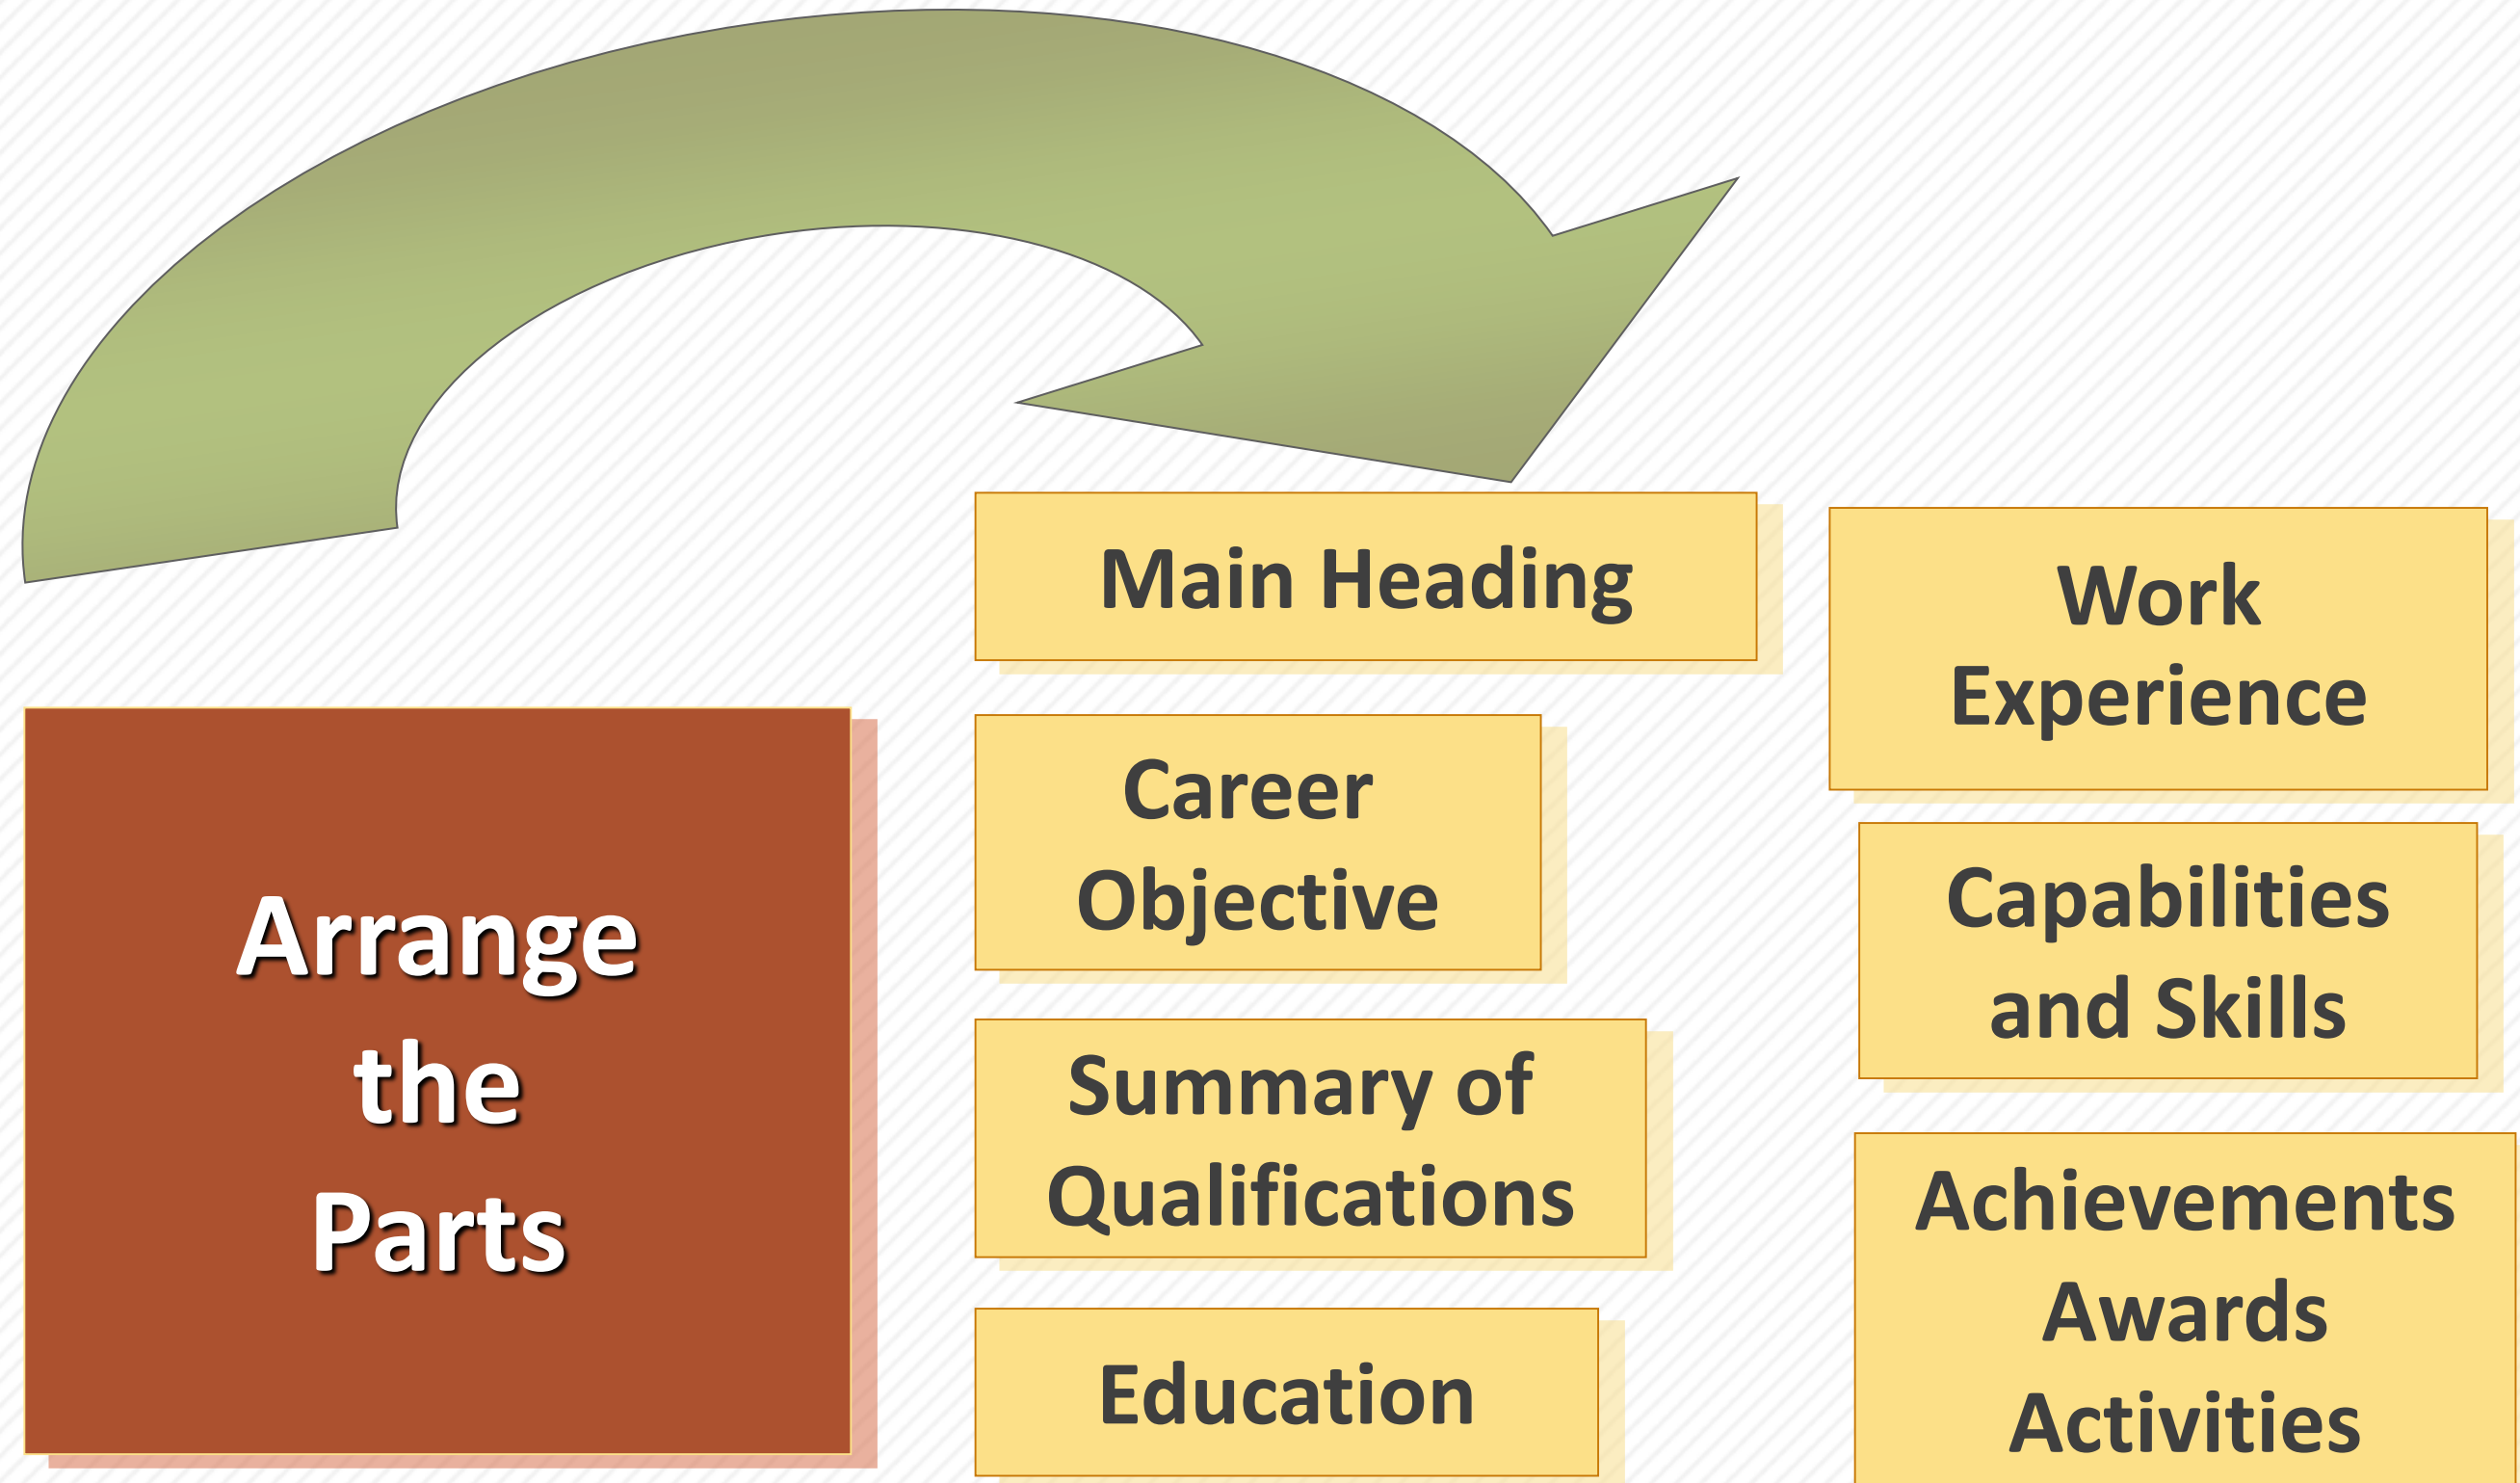 Arrange
the
Parts
Main Heading
Career
Objective
Summary of
Qualifications
Education
Work
Experience
Capabilities
and Skills
Achievements
Awards
Activities